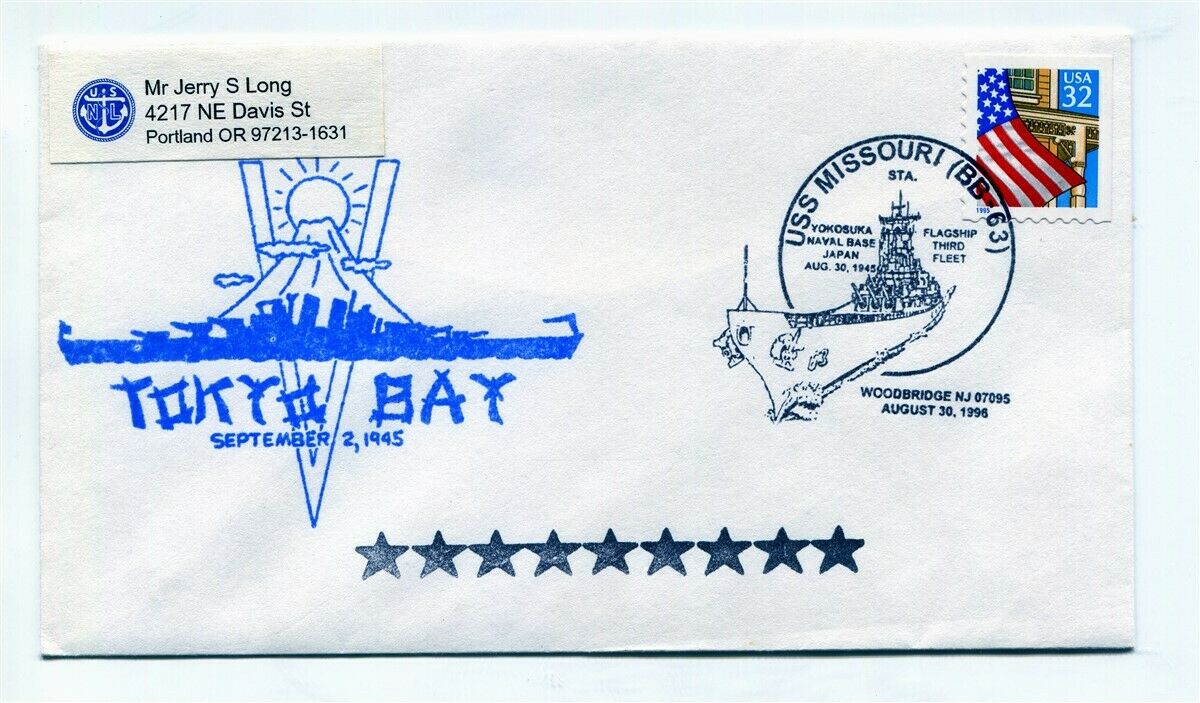 U.S.
N L
Mr Jerry S Long
4217 NE Davis St
Portland OR 97213-1631
USA
32
1995
USS MISSOURI (BB-63)
STA.
YOKOSUKA
NAVAL BASE
JAPAN
AUG. 30, 1945
FLAGSHIP
THIRD
FLEET
63
WOODBRIDGE NJ 07095
AUGUST 30, 1996
TOKYO BAY
SEPTEMBER 2, 1945
V